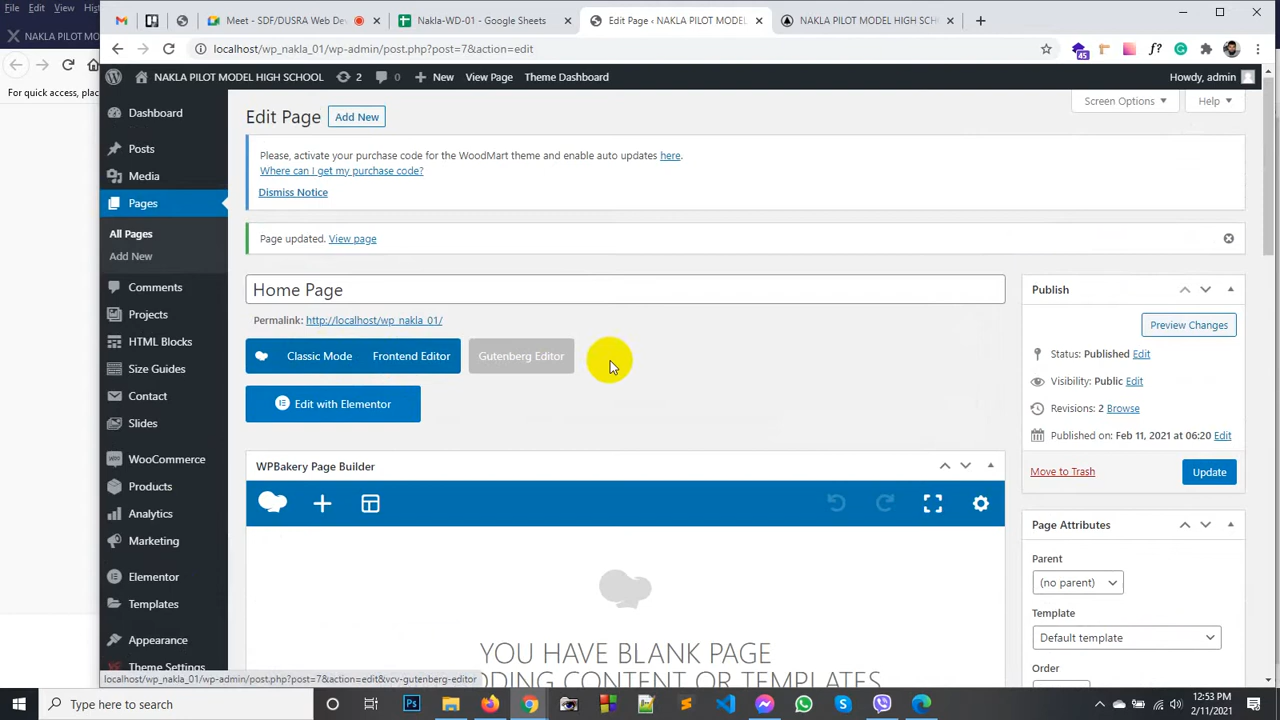 File Edit View
Meet - SDF/DUSRA Web Dev
Nakla-WD-01 - Google Sheets
Edit Page ‹ NAKLA PILOT MODEL
NAKLA PILOT MODEL HIGH SCH
NAKLA PILOT M
localhost/wp_nakla_01/wp-admin/post.php?post=7&action=edit
45
f?
NAKLA PILOT MODEL HIGH SCHOOL
2
0
New
View Page
Theme Dashboard
Howdy, admin
For quick access, plac
Screen Options
Help
Dashboard
Posts
Media
Pages
All Pages
Add New
Comments
Projects
HTML Blocks
Size Guides
Contact
Slides
WooCommerce
Products
Analytics
Marketing
Elementor
Templates
Appearance
Theme Settings
Edit Page
Add New
Please, activate your purchase code for the WoodMart theme and enable auto updates here.
Where can I get my purchase code?
Dismiss Notice
Page updated. View page
Home Page
Permalink: http://localhost/wp_nakla_01/
Classic Mode
Frontend Editor
Gutenberg Editor
Edit with Elementor
WPBakery Page Builder
YOU HAVE BLANK PAGE
ADDING CONTENT OR TEMPLATES
Publish
Preview Changes
Status: Published Edit
Visibility: Public Edit
Revisions: 2 Browse
Published on: Feb 11, 2021 at 06:20 Edit
Move to Trash
Update
Page Attributes
Parent
(no parent)
Template
Default template
Order
localhost/wp_nakla_01/wp-admin/post.php?post=7&action=edit&vcv-gutenberg-editor
Type here to search
Ps
12:53 PM
2/11/2021